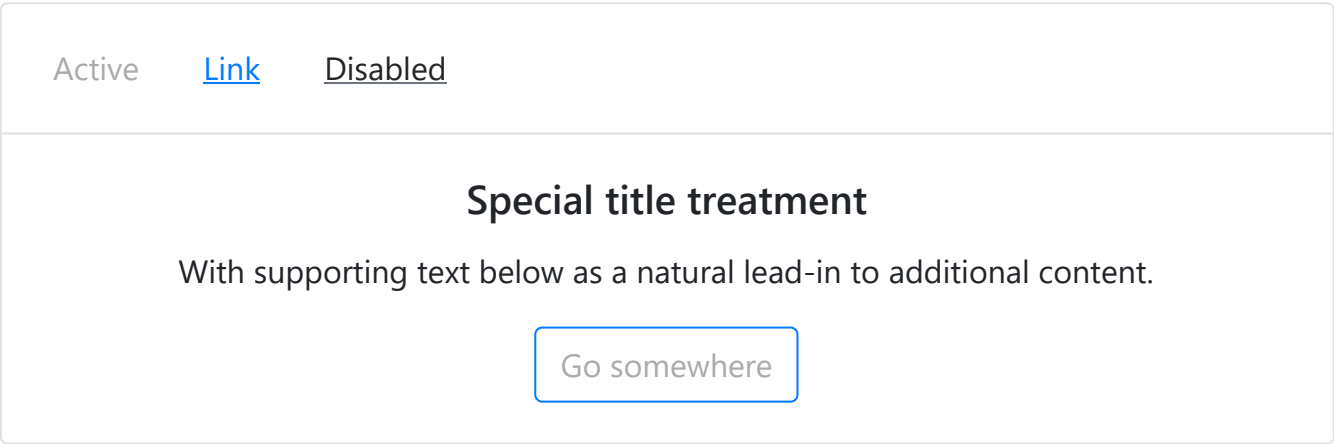 Active Link Disabled
Special title treatment
With supporting text below as a natural lead-in to additional content.
Go somewhere